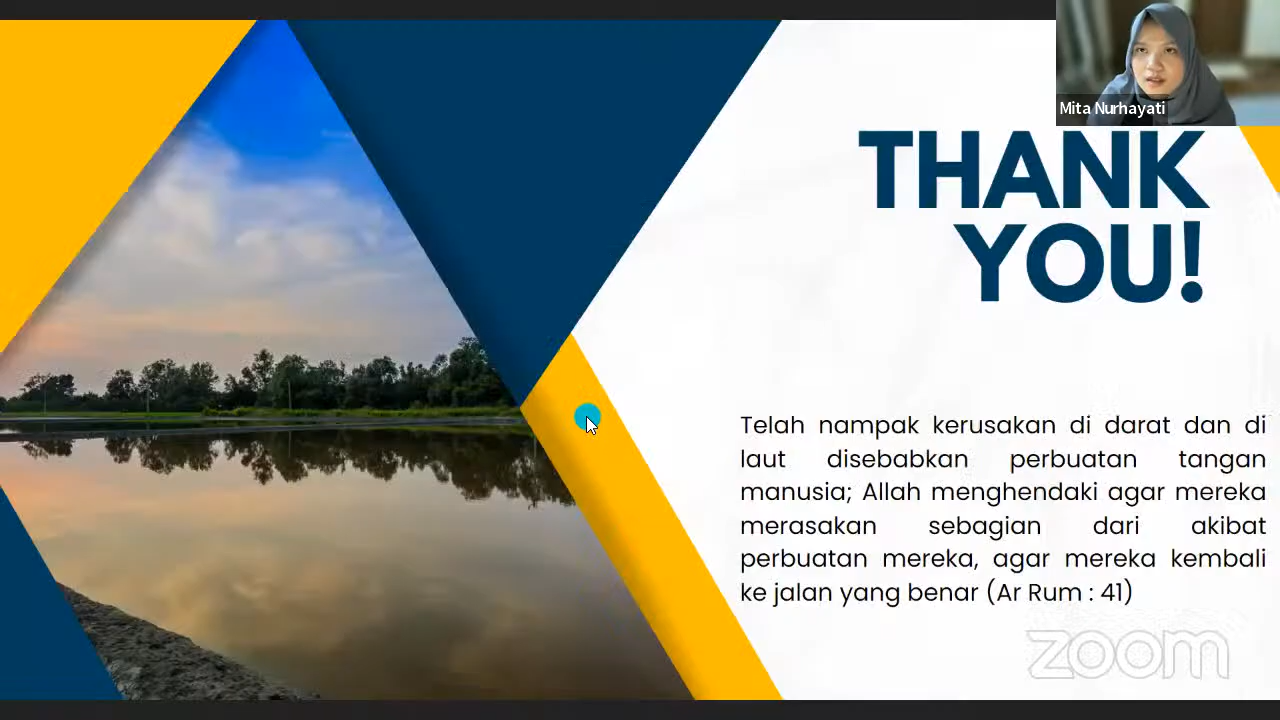 Mita Nurhayati
THANK
YOU!
Telah nampak kerusakan di darat dan di
laut disebabkan perbuatan tangan
manusia; Allah menghendaki agar mereka
merasakan sebagian dari akibat
perbuatan mereka, agar mereka kembali
ke jalan yang benar (Ar Rum : 41)
zoom